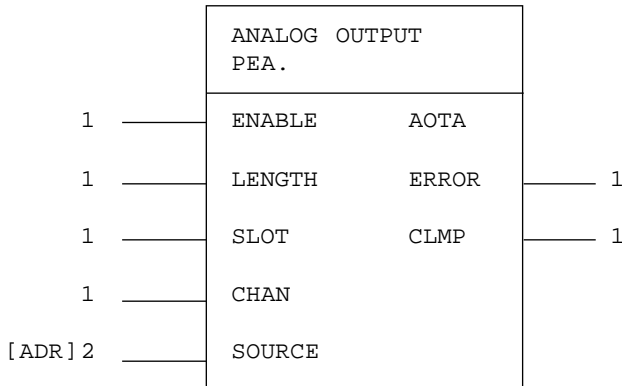 ANALOG OUTPUT
PEA.
1 ENABLE AOTA
1 LENGTH ERROR 1
1 SLOT CLMP 1
1 CHAN
[ADR]2 SOURCE